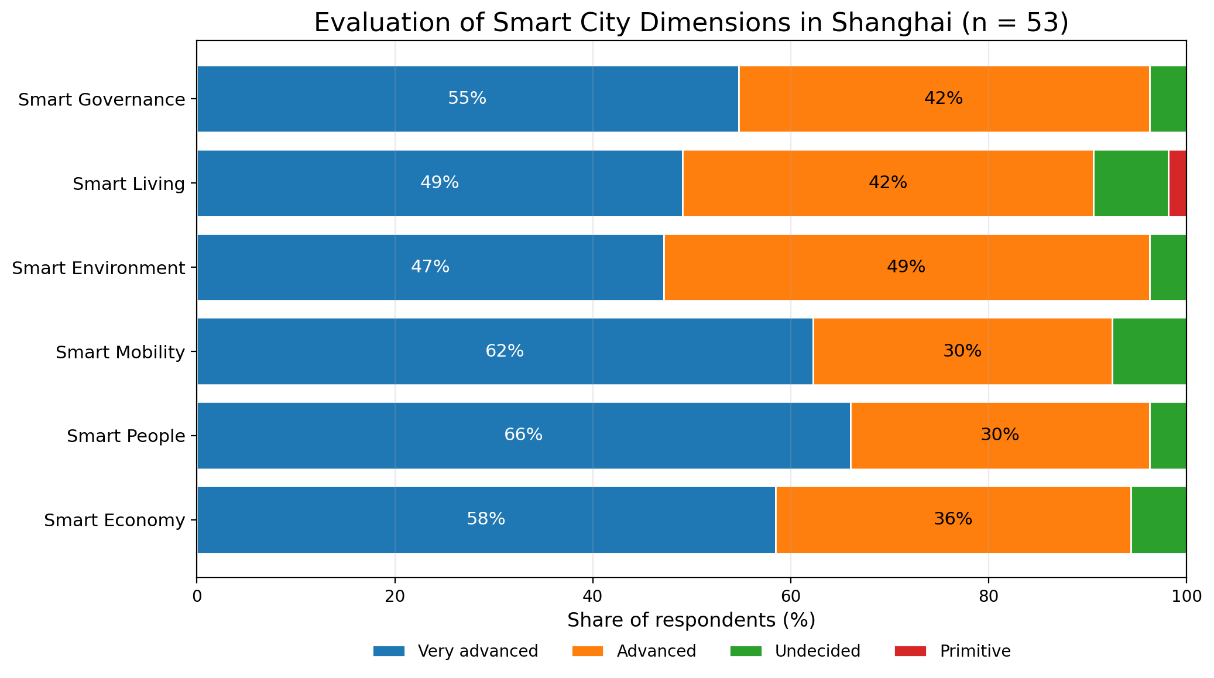 Evaluation of Smart City Dimensions in Shanghai (n = 53)
Smart Governance 55% 42%
Smart Living 49% 42%
Smart Environment 47% 49%
Smart Mobility 62% 30%
Smart People 66% 30%
Smart Economy 58% 36%
0 20 40 60 80 100
Share of respondents (%)
Very advanced Advanced Undecided Primitive